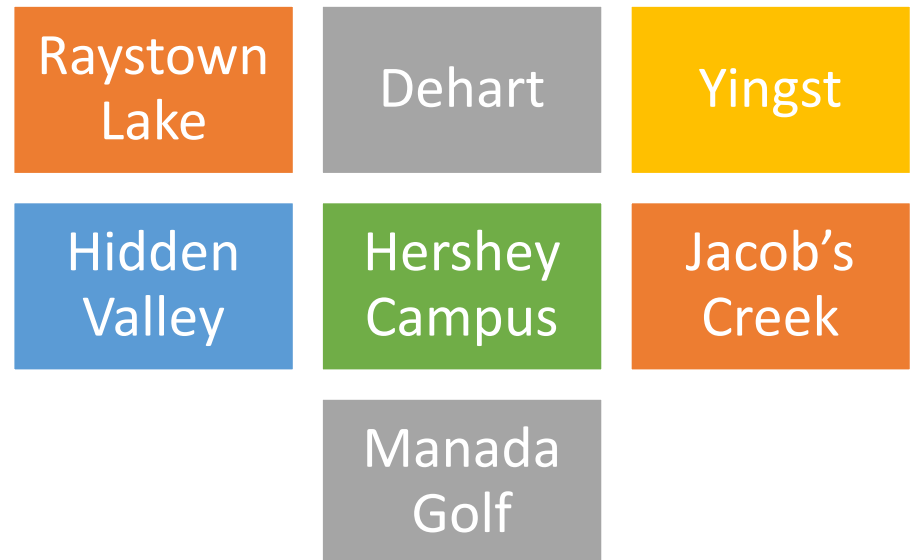 Raystown
Lake
Dehart
Yingst
Hidden
Valley
Hershey
Campus
Jacob’s
Creek
Manada
Golf